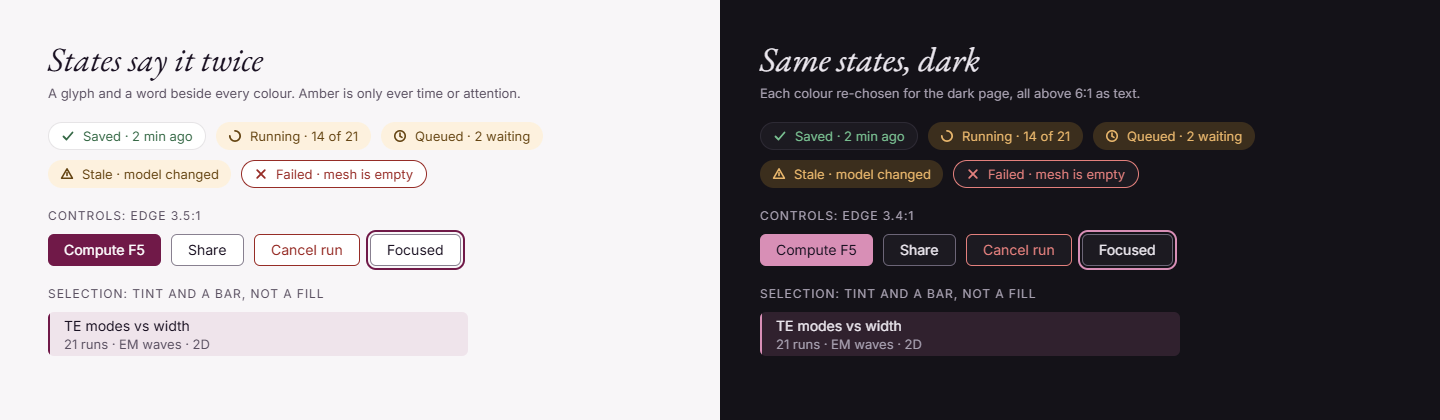 States say it twice
A glyph and a word beside every colour. Amber is only ever time or attention.
Saved · 2 min ago
Running · 14 of 21
Queued · 2 waiting
Stale · model changed
Failed · mesh is empty
CONTROLS: EDGE 3.5:1
Compute F5
Share
Cancel run
Focused
SELECTION: TINT AND A BAR, NOT A FILL
TE modes vs width
21 runs · EM waves · 2D
Same states, dark
Each colour re-chosen for the dark page, all above 6:1 as text.
Saved · 2 min ago
Running · 14 of 21
Queued · 2 waiting
Stale · model changed
Failed · mesh is empty
CONTROLS: EDGE 3.4:1
Compute F5
Share
Cancel run
Focused
SELECTION: TINT AND A BAR, NOT A FILL
TE modes vs width
21 runs · EM waves · 2D